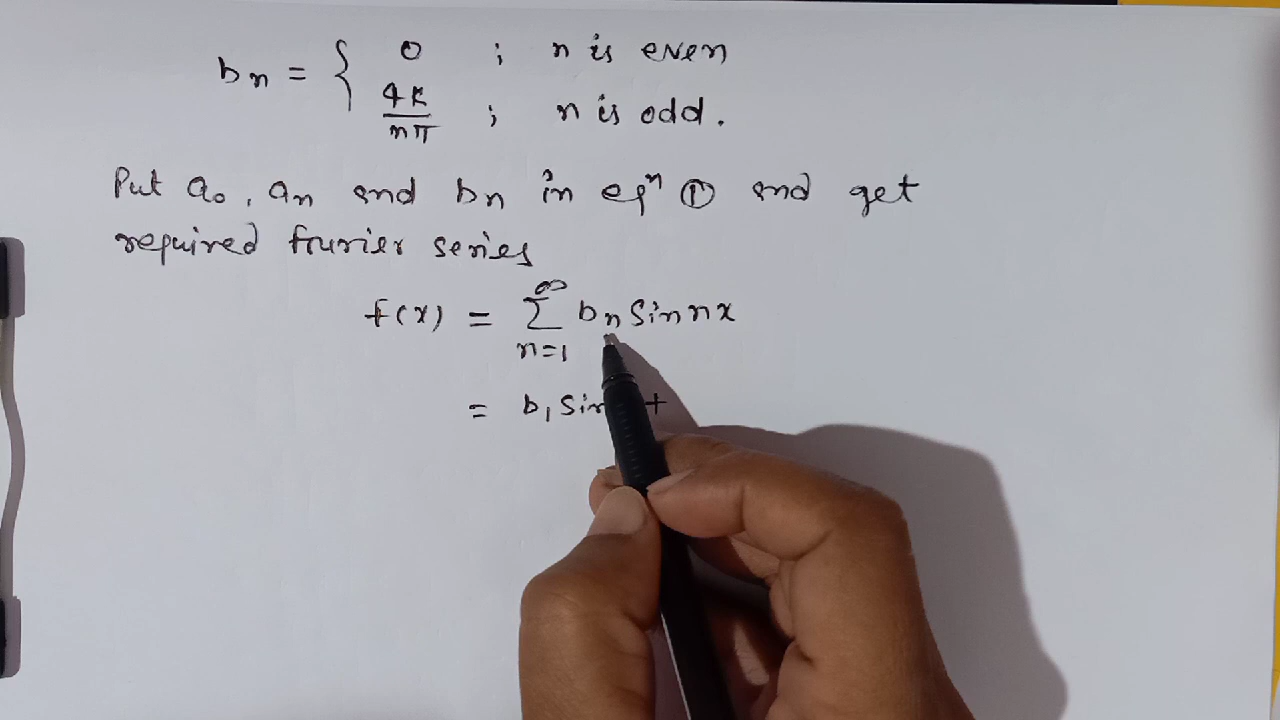 bn = { 0 ; n is even
4K/nπ ; n is odd.
Put a₀, an and bn in eqⁿ ① and get
required fourier series
f(x) = ∞Σn=1 bn Sin nx
= b₁ Sin +